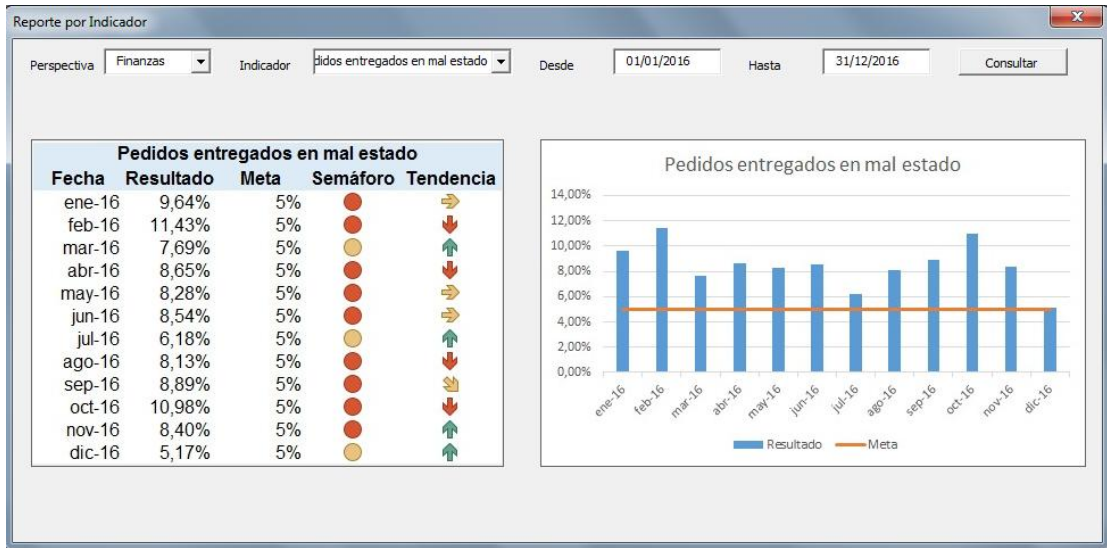 Reporte por Indicador
Perspectiva Finanzas Indicador didos entregados en mal estado Desde 01/01/2016 Hasta 31/12/2016 Consultar
Pedidos entregados en mal estado
Fecha Resultado Meta Semáforo Tendencia
ene-16 9,64% 5%
feb-16 11,43% 5%
mar-16 7,69% 5%
abr-16 8,65% 5%
may-16 8,28% 5%
jun-16 8,54% 5%
jul-16 6,18% 5%
ago-16 8,13% 5%
sep-16 8,89% 5%
oct-16 10,98% 5%
nov-16 8,40% 5%
dic-16 5,17% 5%
Pedidos entregados en mal estado
14,00%
12,00%
10,00%
8,00%
6,00%
4,00%
2,00%
0,00%
ene-16 feb-16 mar-16 abr-16 may-16 jun-16 jul-16 ago-16 sep-16 oct-16 nov-16 dic-16
Resultado Meta